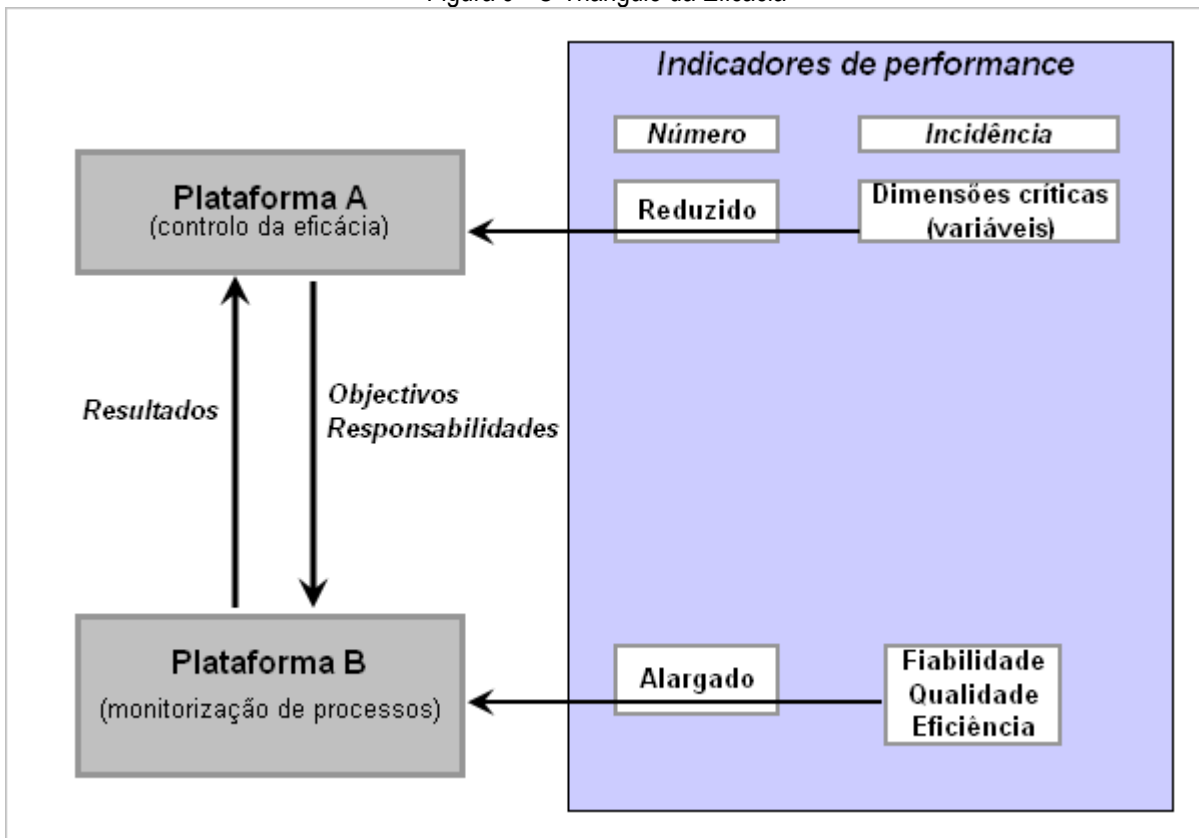 Indicadores de performance
Número
Incidência
Plataforma A
(controlo da eficácia)
Reduzido
Dimensões críticas
(variáveis)
Resultados
Objectivos
Responsabilidades
Plataforma B
(monitorização de processos)
Alargado
Fiabilidade
Qualidade
Eficiência